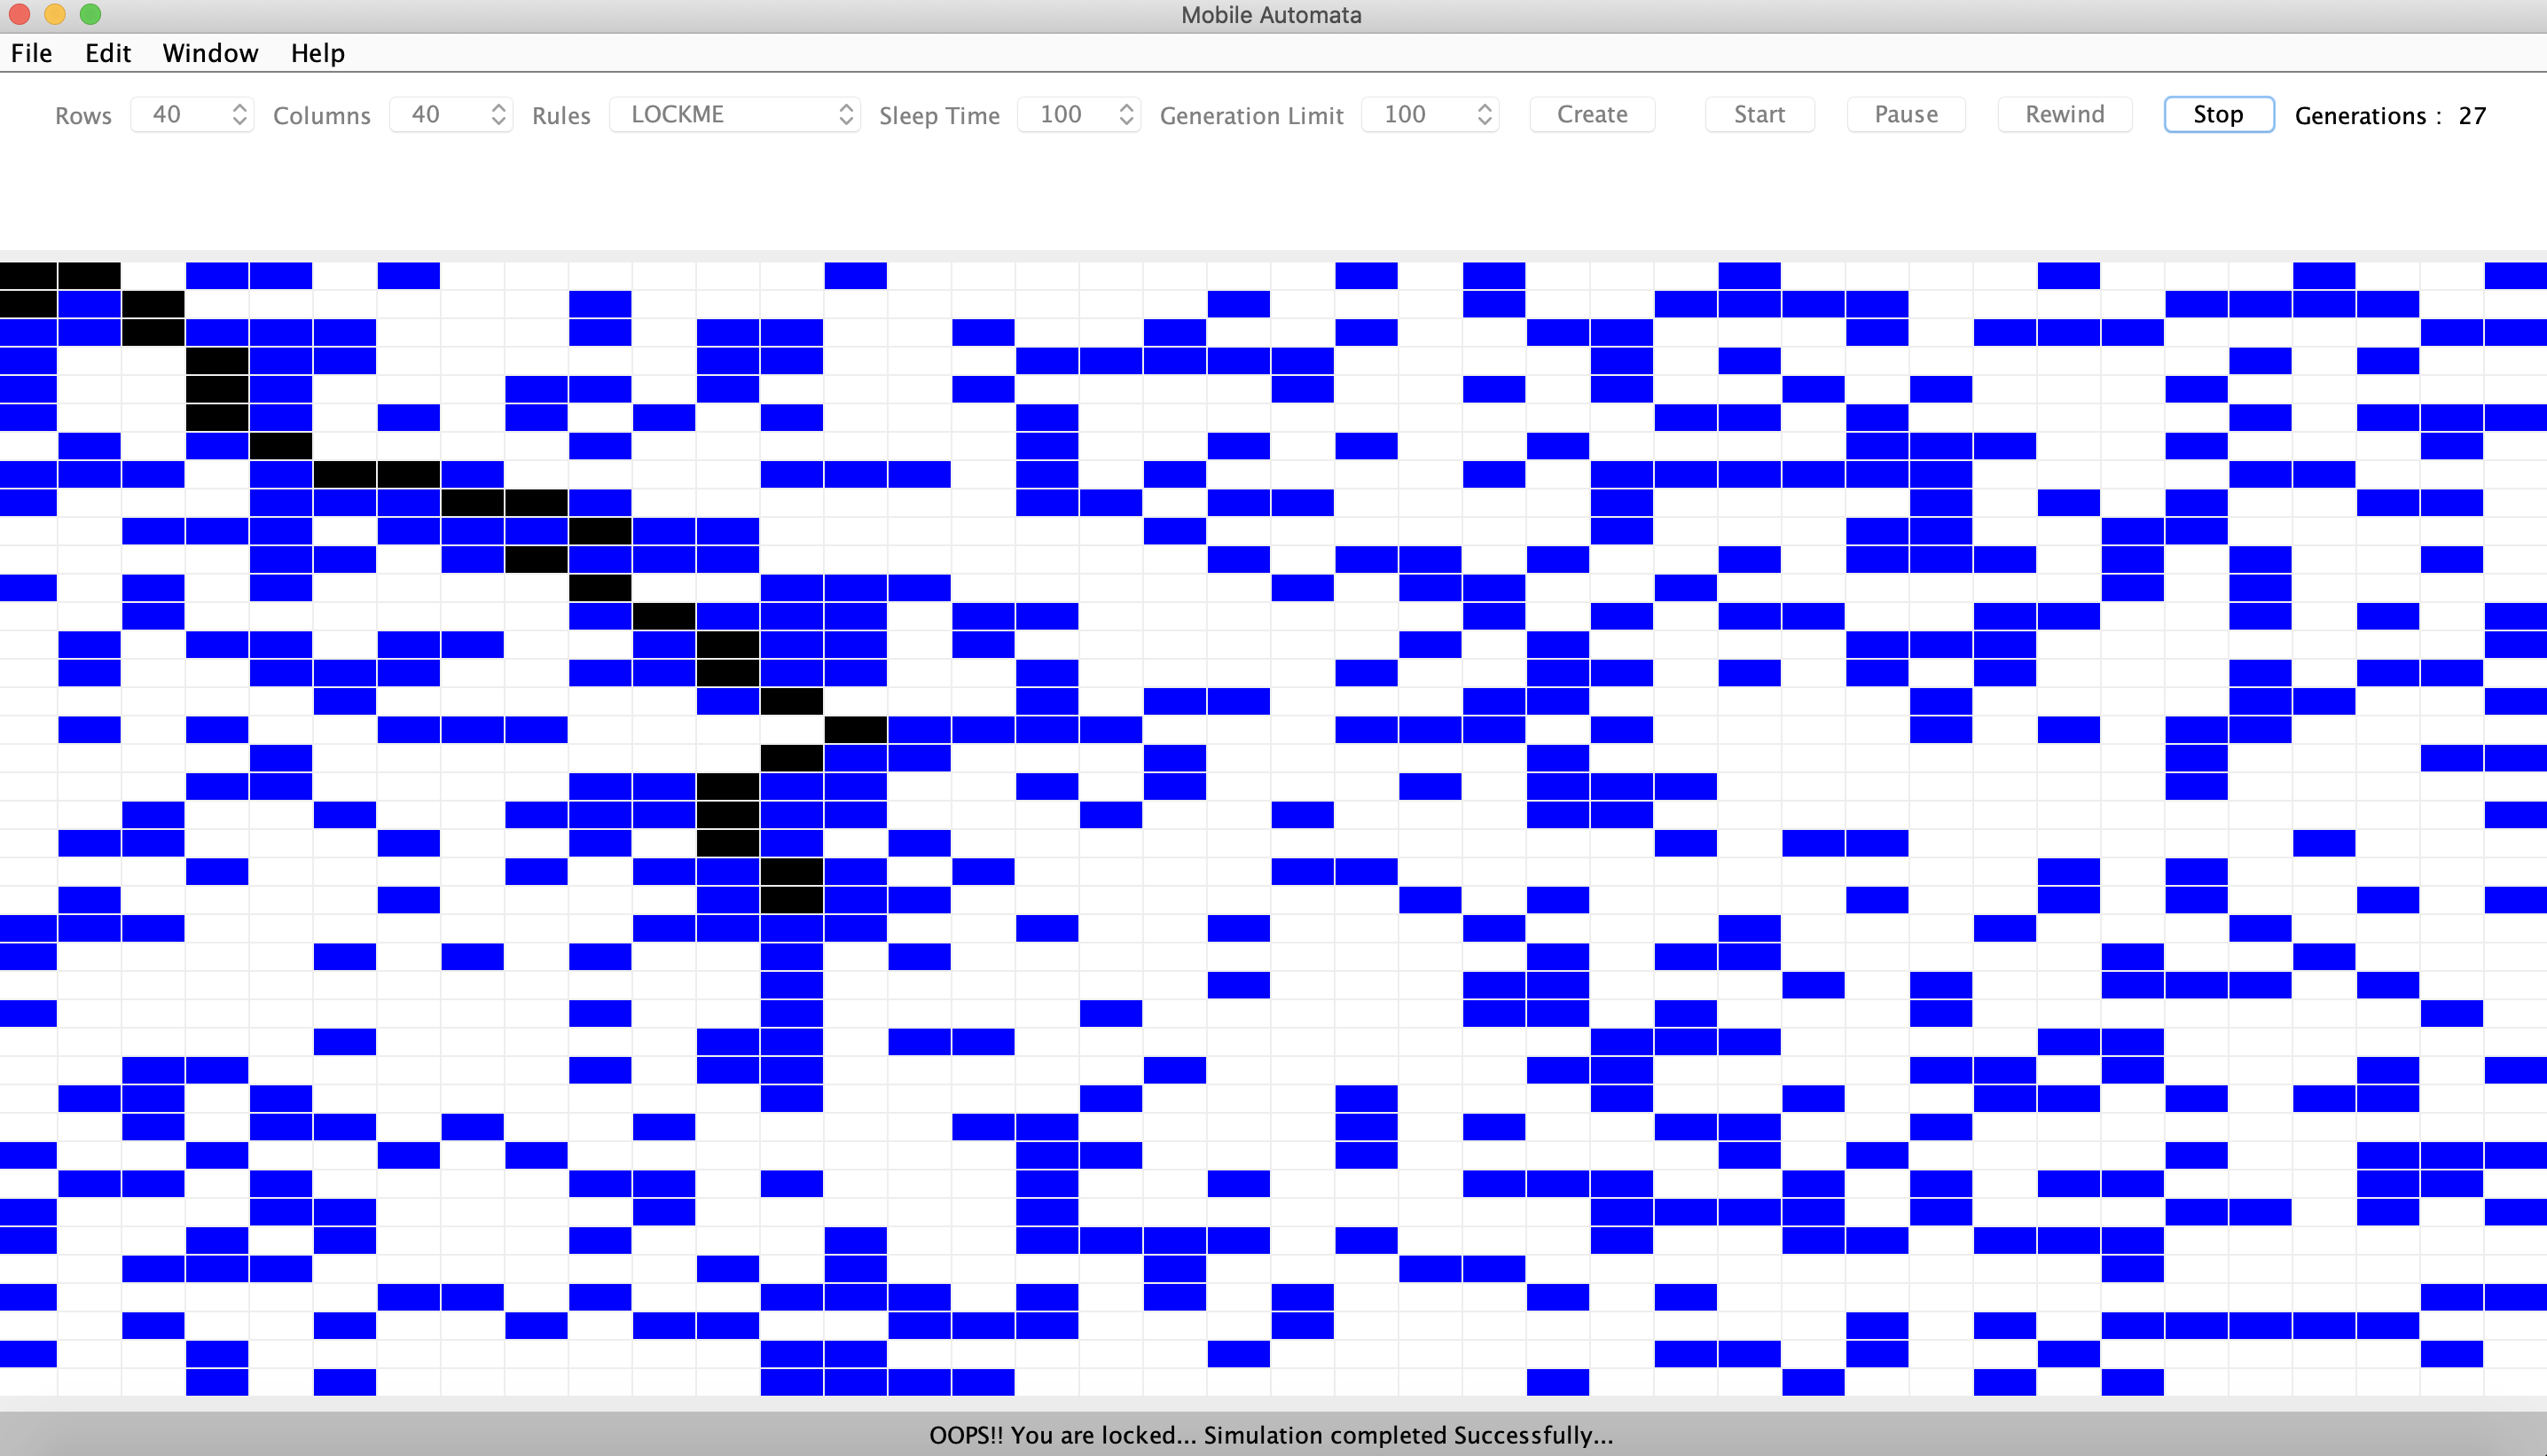 Mobile Automata
File Edit Window Help
Rows 40 Columns 40 Rules LOCKME Sleep Time 100 Generation Limit 100 Create Start Pause Rewind Stop Generations : 27
OOPS!! You are locked... Simulation completed Successfully...